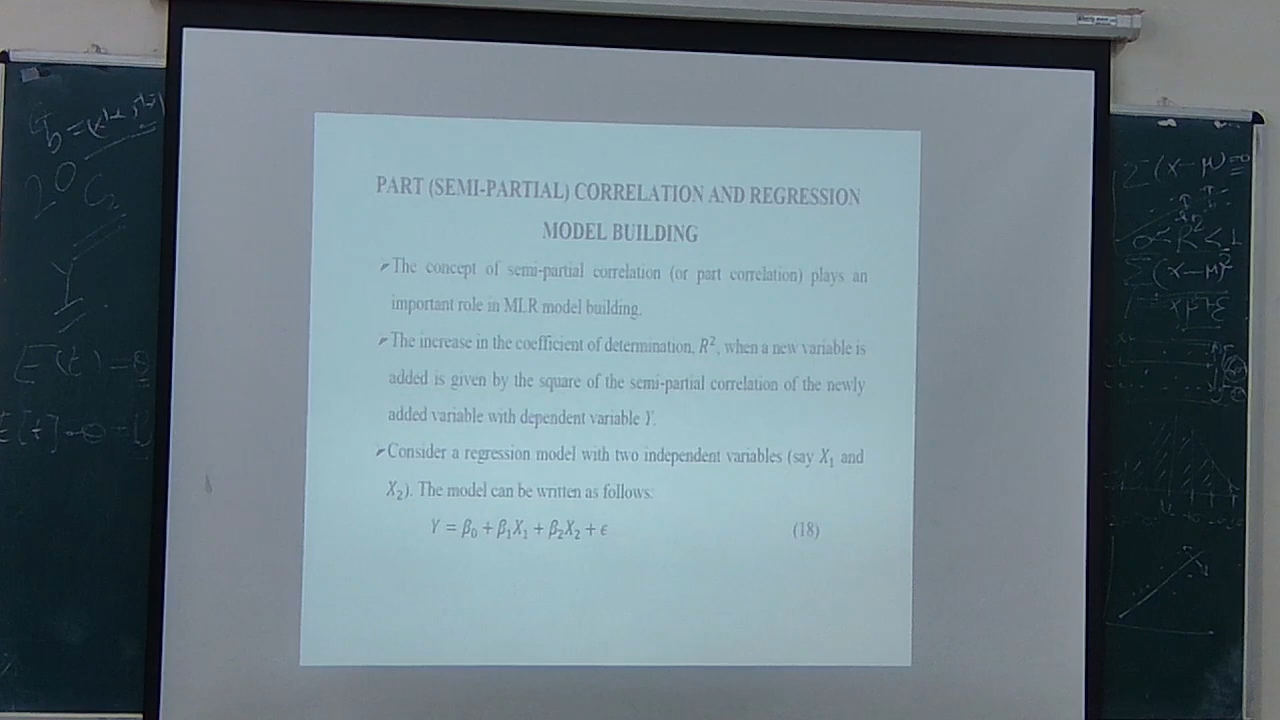 PART (SEMI-PARTIAL) CORRELATION AND REGRESSION
MODEL BUILDING
➢The concept of semi-partial correlation (or part correlation) plays an
important role in MLR model building.
➢The increase in the coefficient of determination, R², when a new variable is
added is given by the square of the semi-partial correlation of the newly
added variable with dependent variable Y.
➢Consider a regression model with two independent variables (say X₁ and
X₂). The model can be written as follows:
Y = β₀ + β₁X₁ + β₂X₂ + ϵ (18)
20
Y
Σ(x-μ)=0